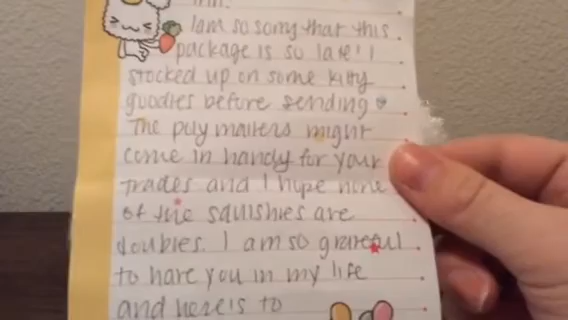 I am so sorry that this
package is so late! I
stocked up on some kitty
goodies before sending
The poly mailers might
come in handy for your
trades and I hope none
of the squishies are
doubles. I am so grateful
to have you in my life
and here's to